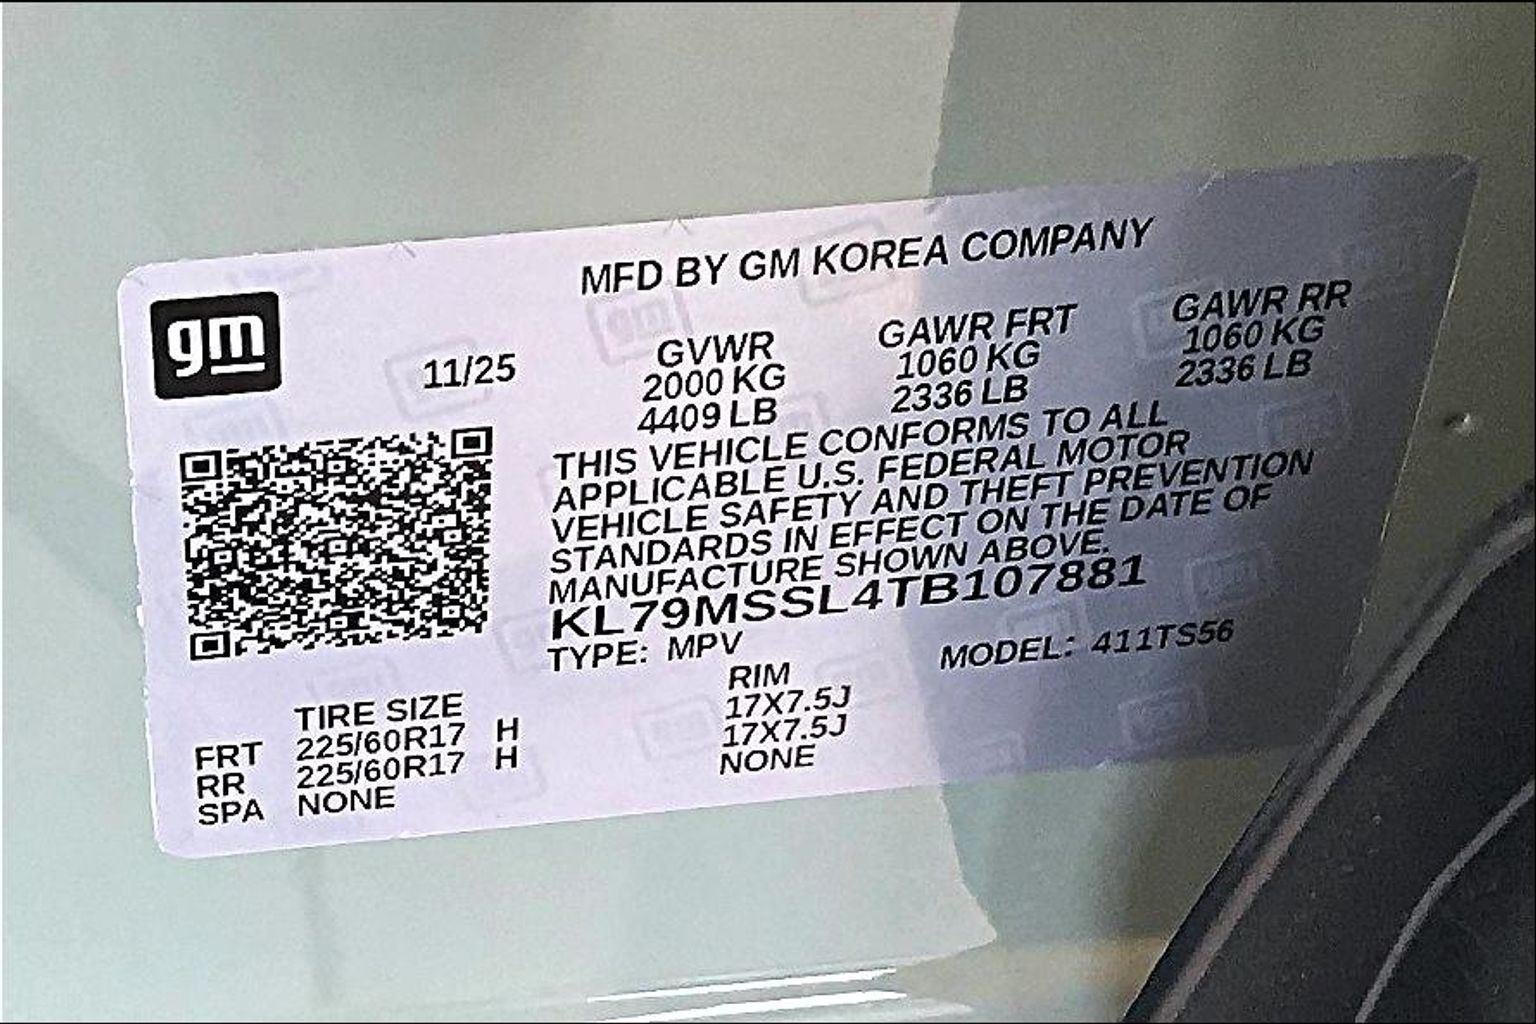 MFD BY GM KOREA COMPANY
gm
11/25
GVWR GAWR FRT GAWR RR
2000 KG 1060 KG 1060 KG
4409 LB 2336 LB 2336 LB
THIS VEHICLE CONFORMS TO ALL
APPLICABLE U.S. FEDERAL MOTOR
VEHICLE SAFETY AND THEFT PREVENTION
STANDARDS IN EFFECT ON THE DATE OF
MANUFACTURE SHOWN ABOVE.
KL79MSSL4TB107881
TYPE: MPV MODEL: 411TS56
TIRE SIZE RIM
FRT 225/60R17 H 17X7.5J
RR 225/60R17 H 17X7.5J
SPA NONE NONE